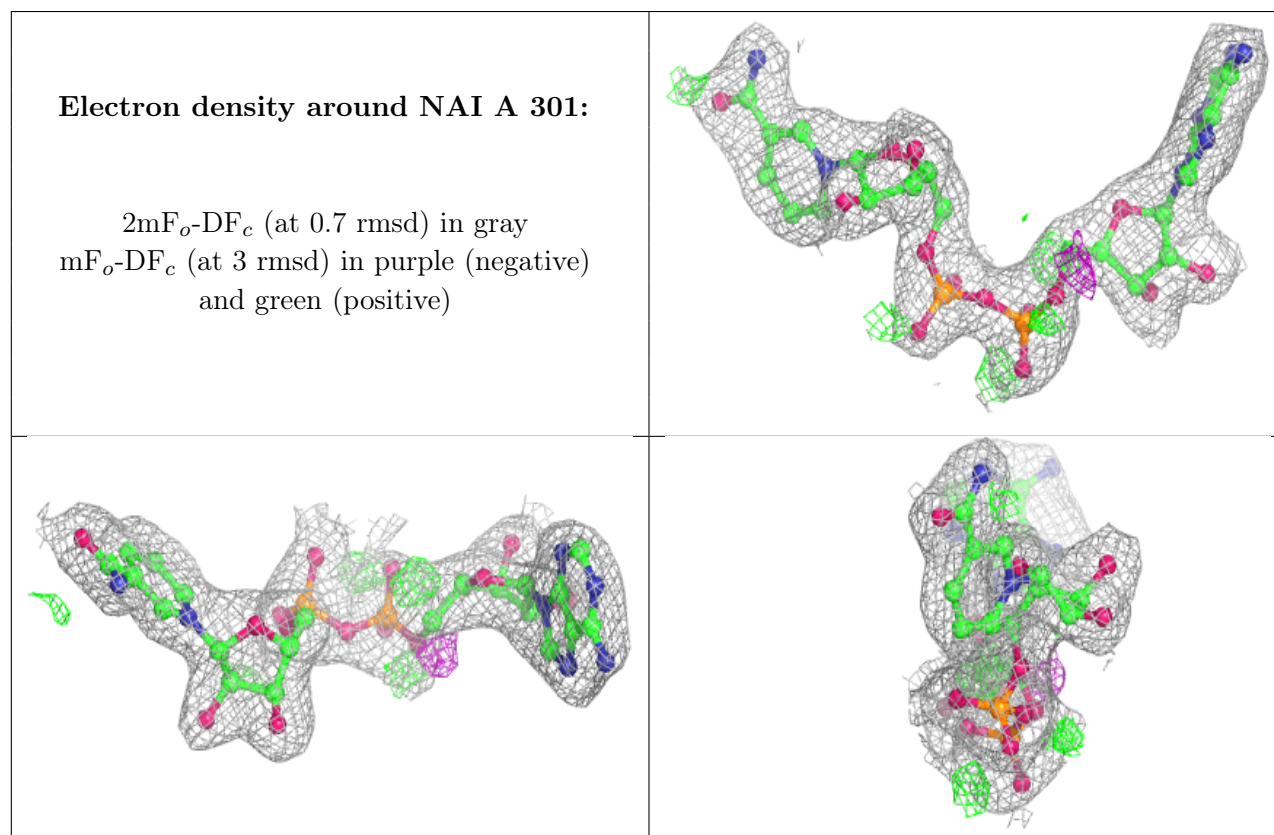 Electron density around NAI A 301:
2mFo-DFc (at 0.7 rmsd) in gray
mFo-DFc (at 3 rmsd) in purple (negative)
and green (positive)